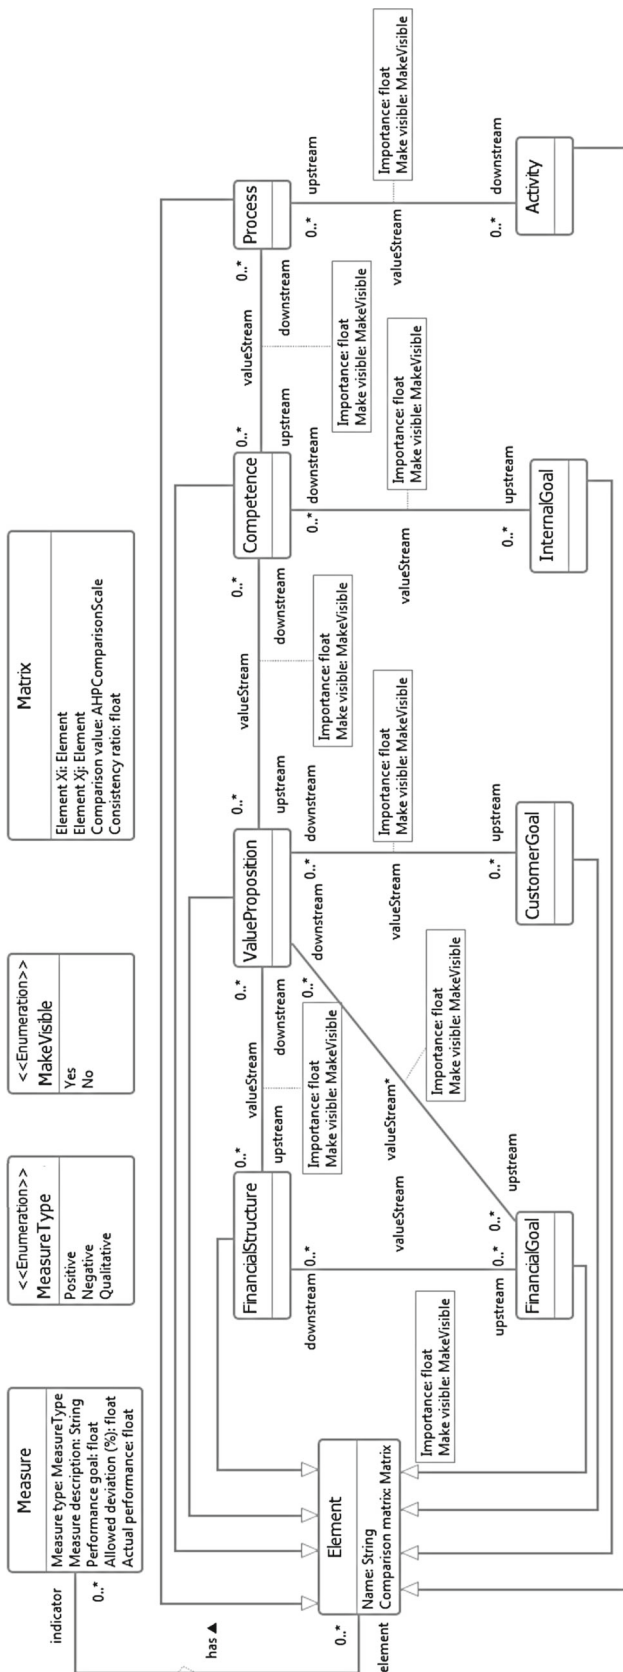 Measure
Measure type: MeasureType
Measure description: String
Performance goal: float
Allowed deviation (%): float
Actual performance: float
<<Enumeration>>
MeasureType
Positive
Negative
Qualitative
<<Enumeration>>
MakeVisible
Yes
No
Matrix
Element Xi: Element
Element Xj: Element
Comparison value: AHPComparisonScale
Consistency ratio: float
indicator
0..*
has ▲
0..*
element
Element
Name: String
Comparison matrix: Matrix
FinancialStructure
0..*
upstream
valueStream
0..*
downstream
Importance: float
Make visible: MakeVisible
ValueProposition
0..*
upstream
valueStream
0..*
downstream
Importance: float
Make visible: MakeVisible
Competence
0..*
upstream
valueStream
0..*
downstream
Importance: float
Make visible: MakeVisible
Process
downstream
0..*
valueStream
upstream
0..*
Importance: float
Make visible: MakeVisible
FinancialGoal
downstream
0..*
valueStream*
upstream
0..*
Importance: float
Make visible: MakeVisible
downstream
0..*
valueStream
upstream
0..*
Importance: float
Make visible: MakeVisible
CustomerGoal
downstream
0..*
valueStream
upstream
0..*
Importance: float
Make visible: MakeVisible
InternalGoal
upstream
0..*
valueStream
downstream
0..*
Importance: float
Make visible: MakeVisible
Activity